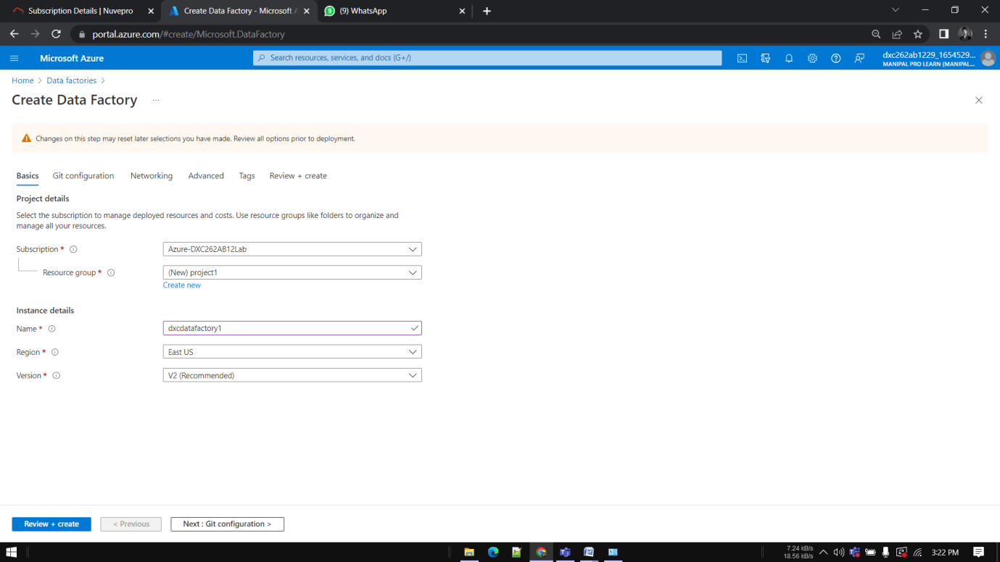 Subscription Details | Nuvepro
Create Data Factory - Microsoft A
(9) WhatsApp
portal.azure.com/#create/Microsoft.DataFactory
Microsoft Azure
Search resources, services, and docs (G+/)
dxc262ab1229_1654529...
MANIPAL PRO LEARN (MANIPAL...
Home > Data factories >
Create Data Factory ...
Changes on this step may reset later selections you have made. Review all options prior to deployment.
Basics Git configuration Networking Advanced Tags Review + create
Project details
Select the subscription to manage deployed resources and costs. Use resource groups like folders to organize and
manage all your resources.
Subscription * Azure-DXC262AB12Lab
Resource group * (New) project1
Create new
Instance details
Name * dxcdatafactory1
Region * East US
Version * V2 (Recommended)
Review + create < Previous Next : Git configuration >
7.24 kB/s
18.56 kB/s
3:22 PM